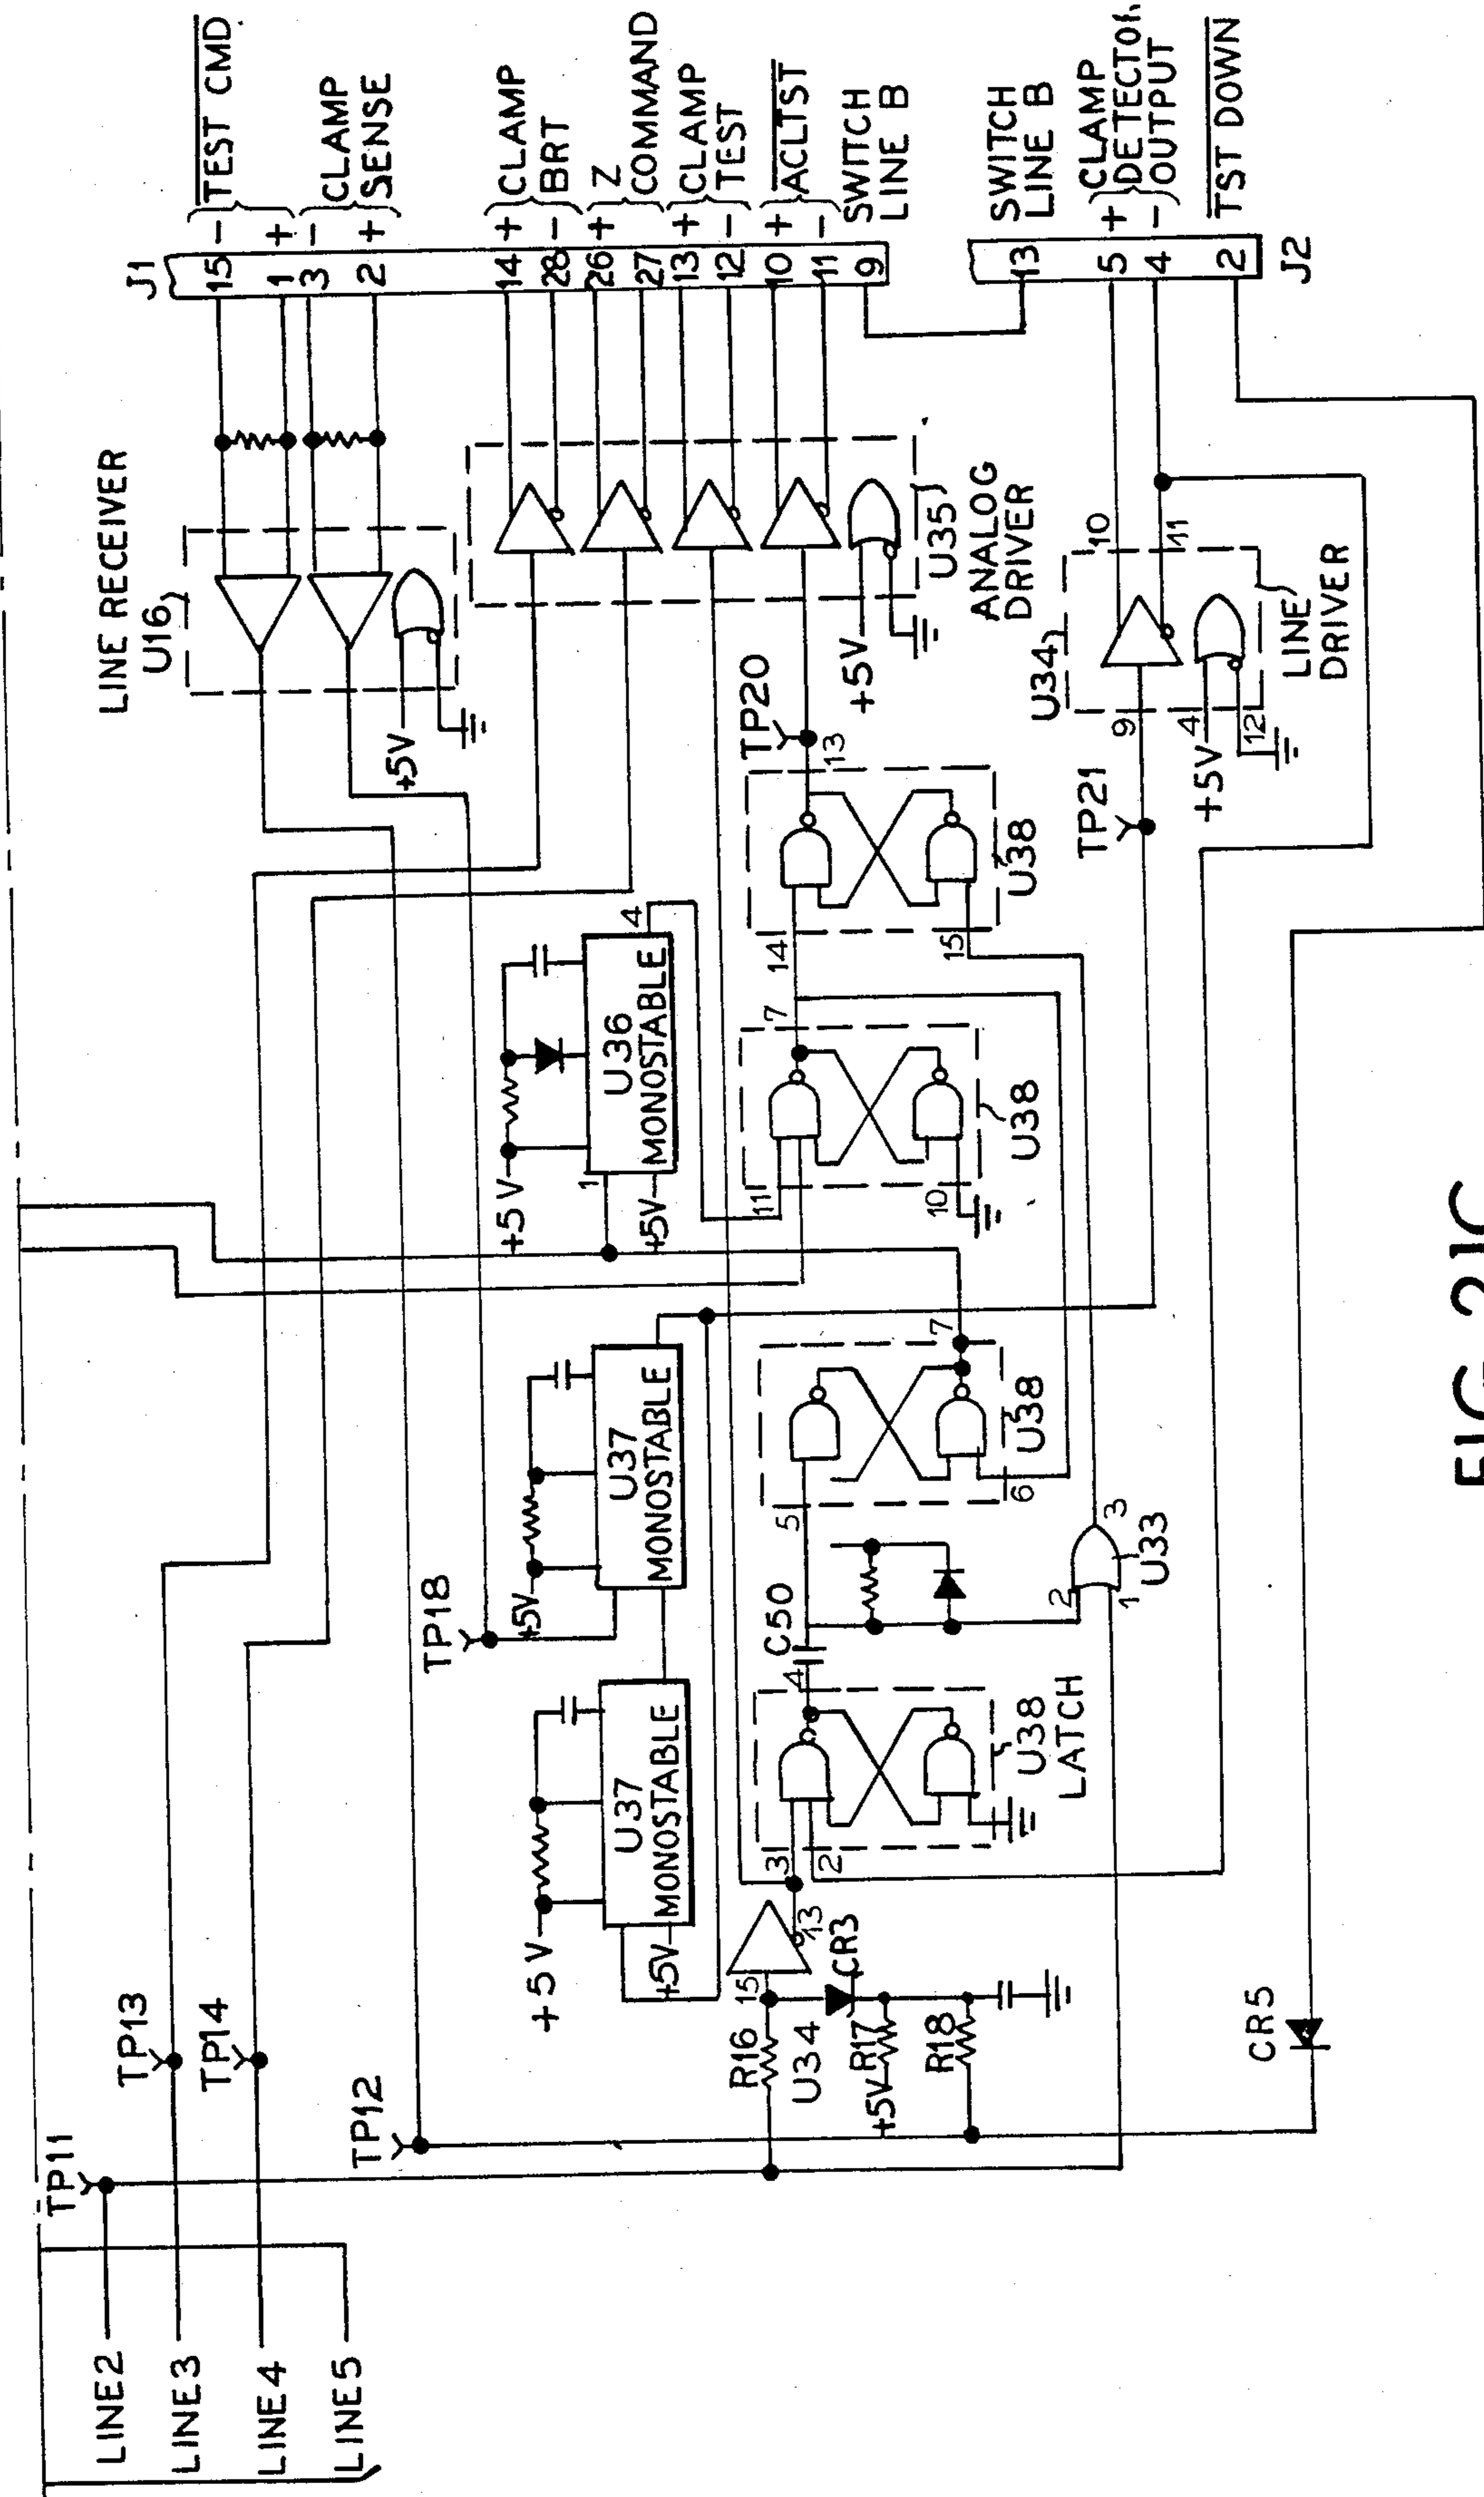 LINE 2
LINE 3
LINE 4
LINE 5
TP11
TP13
TP14
TP12
LINE RECEIVER
U16
+5V
J1
15 -
1 +
3 -
2 +
TEST CMD
CLAMP
SENSE
14 +
28 -
CLAMP
BRT
26 +
27
Z
COMMAND
13 +
12 -
CLAMP
TEST
10 +
11 -
ACLTST
9
SWITCH
LINE B
13
SWITCH
LINE B
5 +
4 -
CLAMP
DETECTOR
OUTPUT
2
TST DOWN
J2
+5V
U37
MONOSTABLE
+5V
TP18
+5V
U37
MONOSTABLE
+5V
1
U36
MONOSTABLE
+5V
4
+5V
U35
ANALOG
DRIVER
R16
15
13
U34
CR3
R17
+5V
R18
3
2
4
U38
LATCH
C50
5
6
7
U38
2
1
3
U33
11
10
7
U38
14
15
13
U38
TP20
TP21
U34
9
10
11
+5V
4
12
LINE
DRIVER
CR5
FIG. 21C